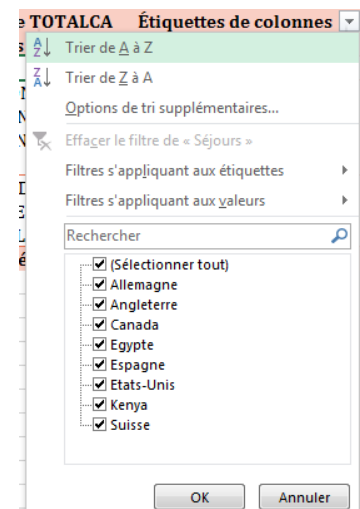 e TOTALCA Étiquettes de colonnes
Trier de A à Z
Trier de Z à A
Options de tri supplémentaires...
Effacer le filtre de « Séjours »
Filtres s'appliquant aux étiquettes
Filtres s'appliquant aux valeurs
Rechercher
(Sélectionner tout)
Allemagne
Angleterre
Canada
Egypte
Espagne
Etats-Unis
Kenya
Suisse
OK Annuler